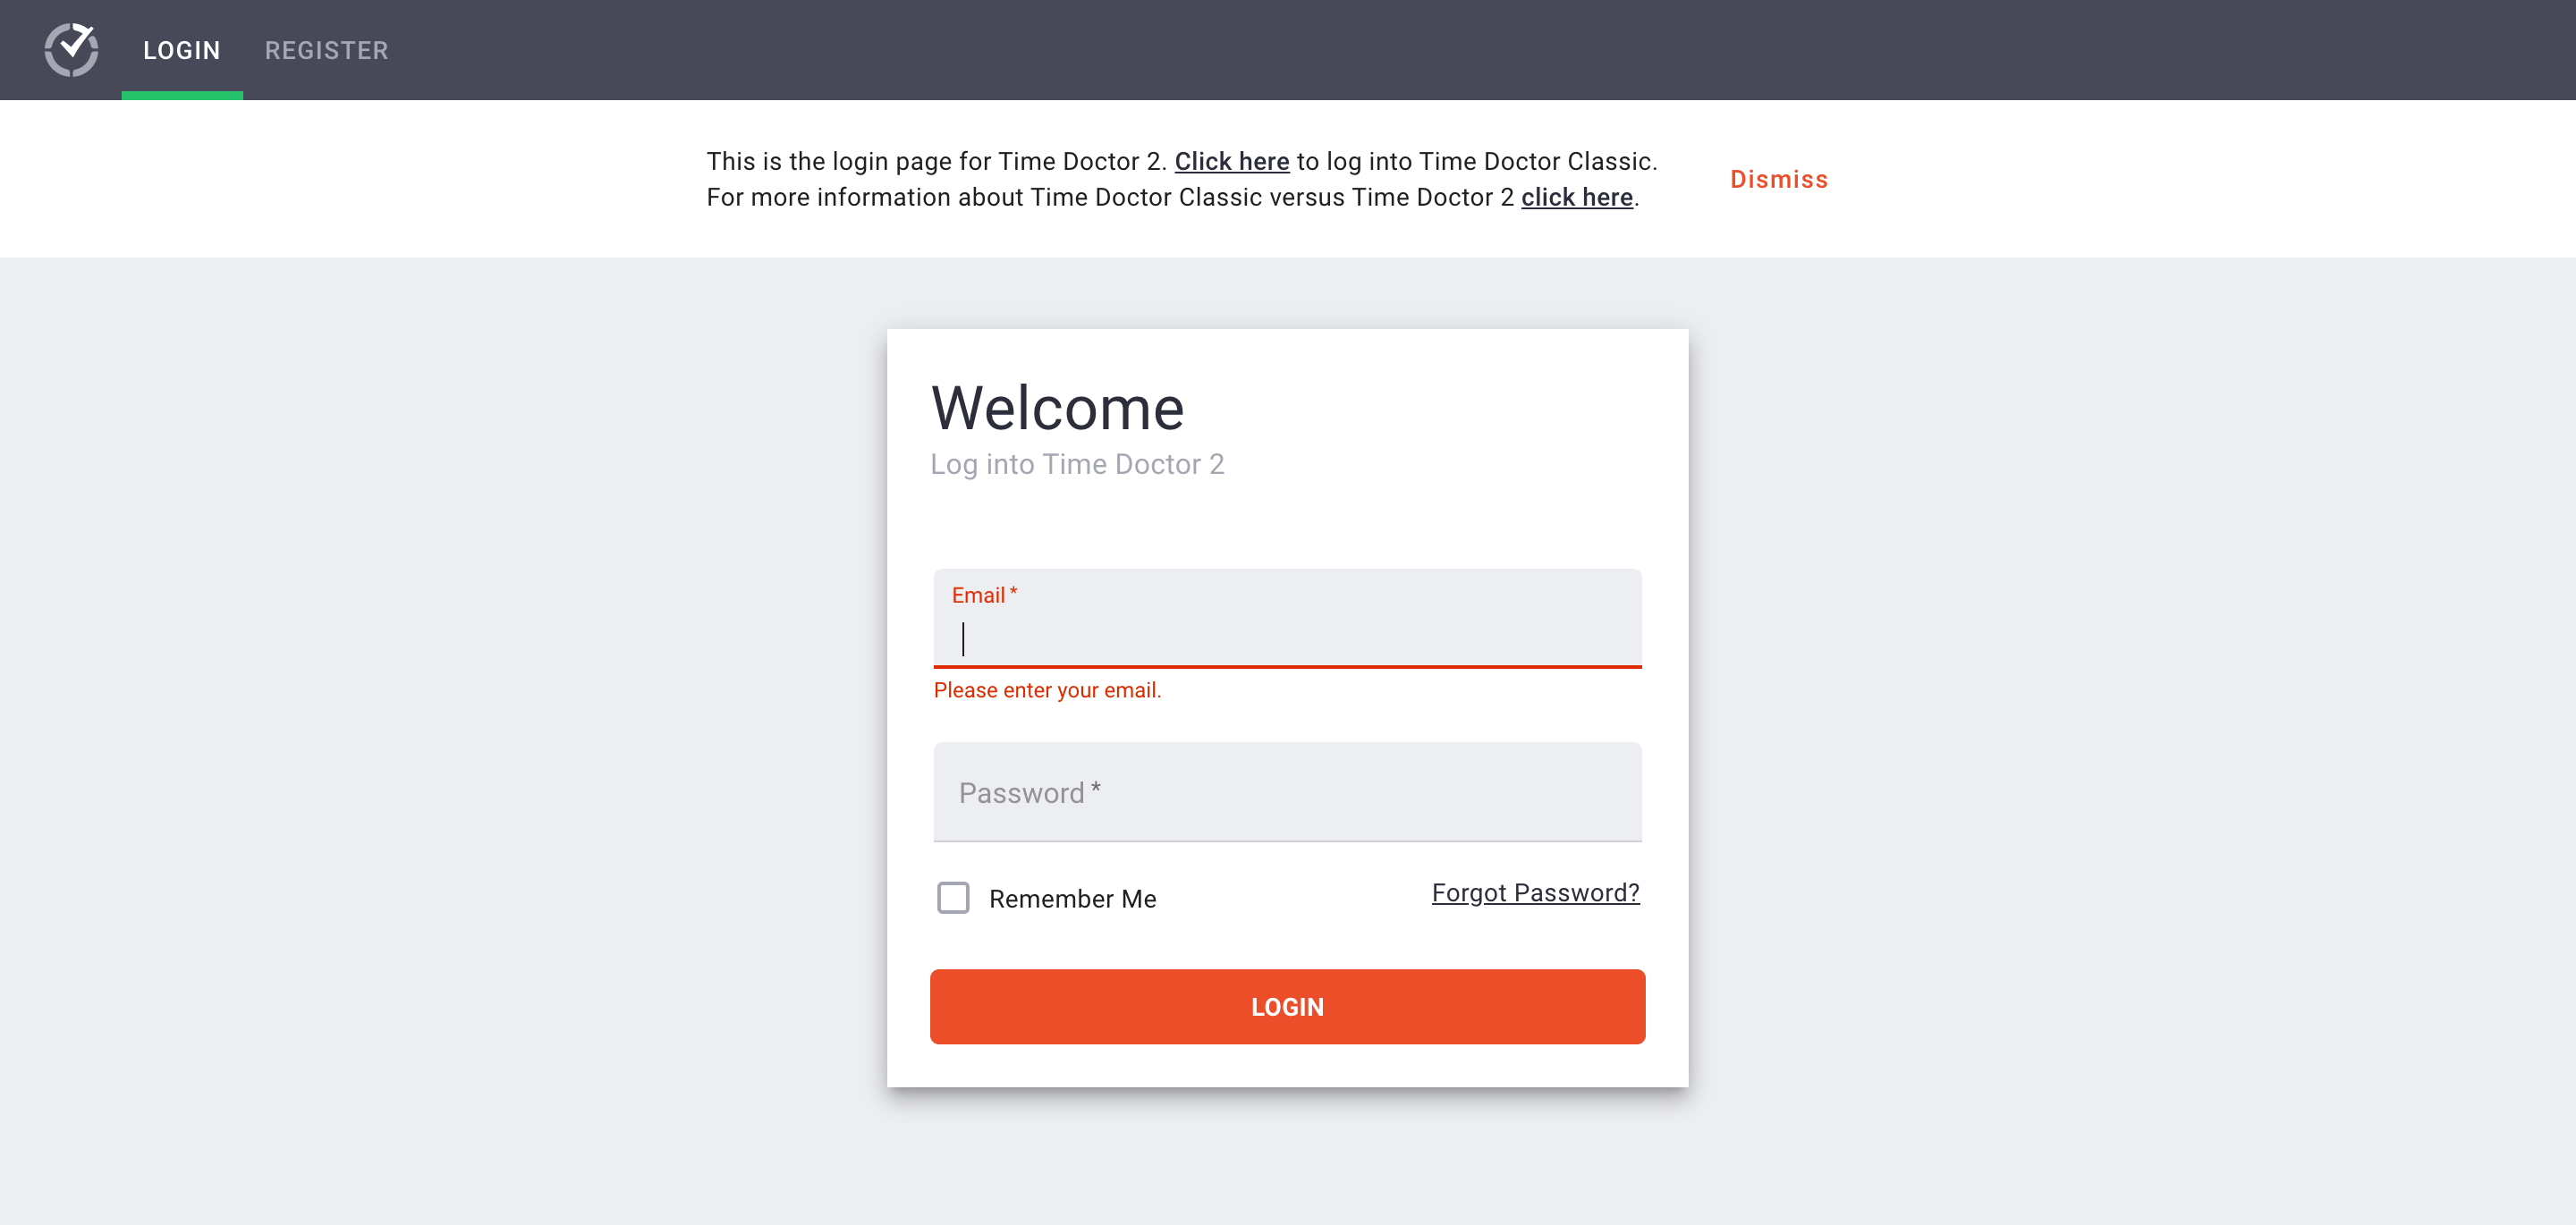 LOGIN REGISTER
This is the login page for Time Doctor 2. Click here to log into Time Doctor Classic.
For more information about Time Doctor Classic versus Time Doctor 2 click here.
Dismiss
Welcome
Log into Time Doctor 2
Email *
Please enter your email.
Password *
Remember Me
Forgot Password?
LOGIN